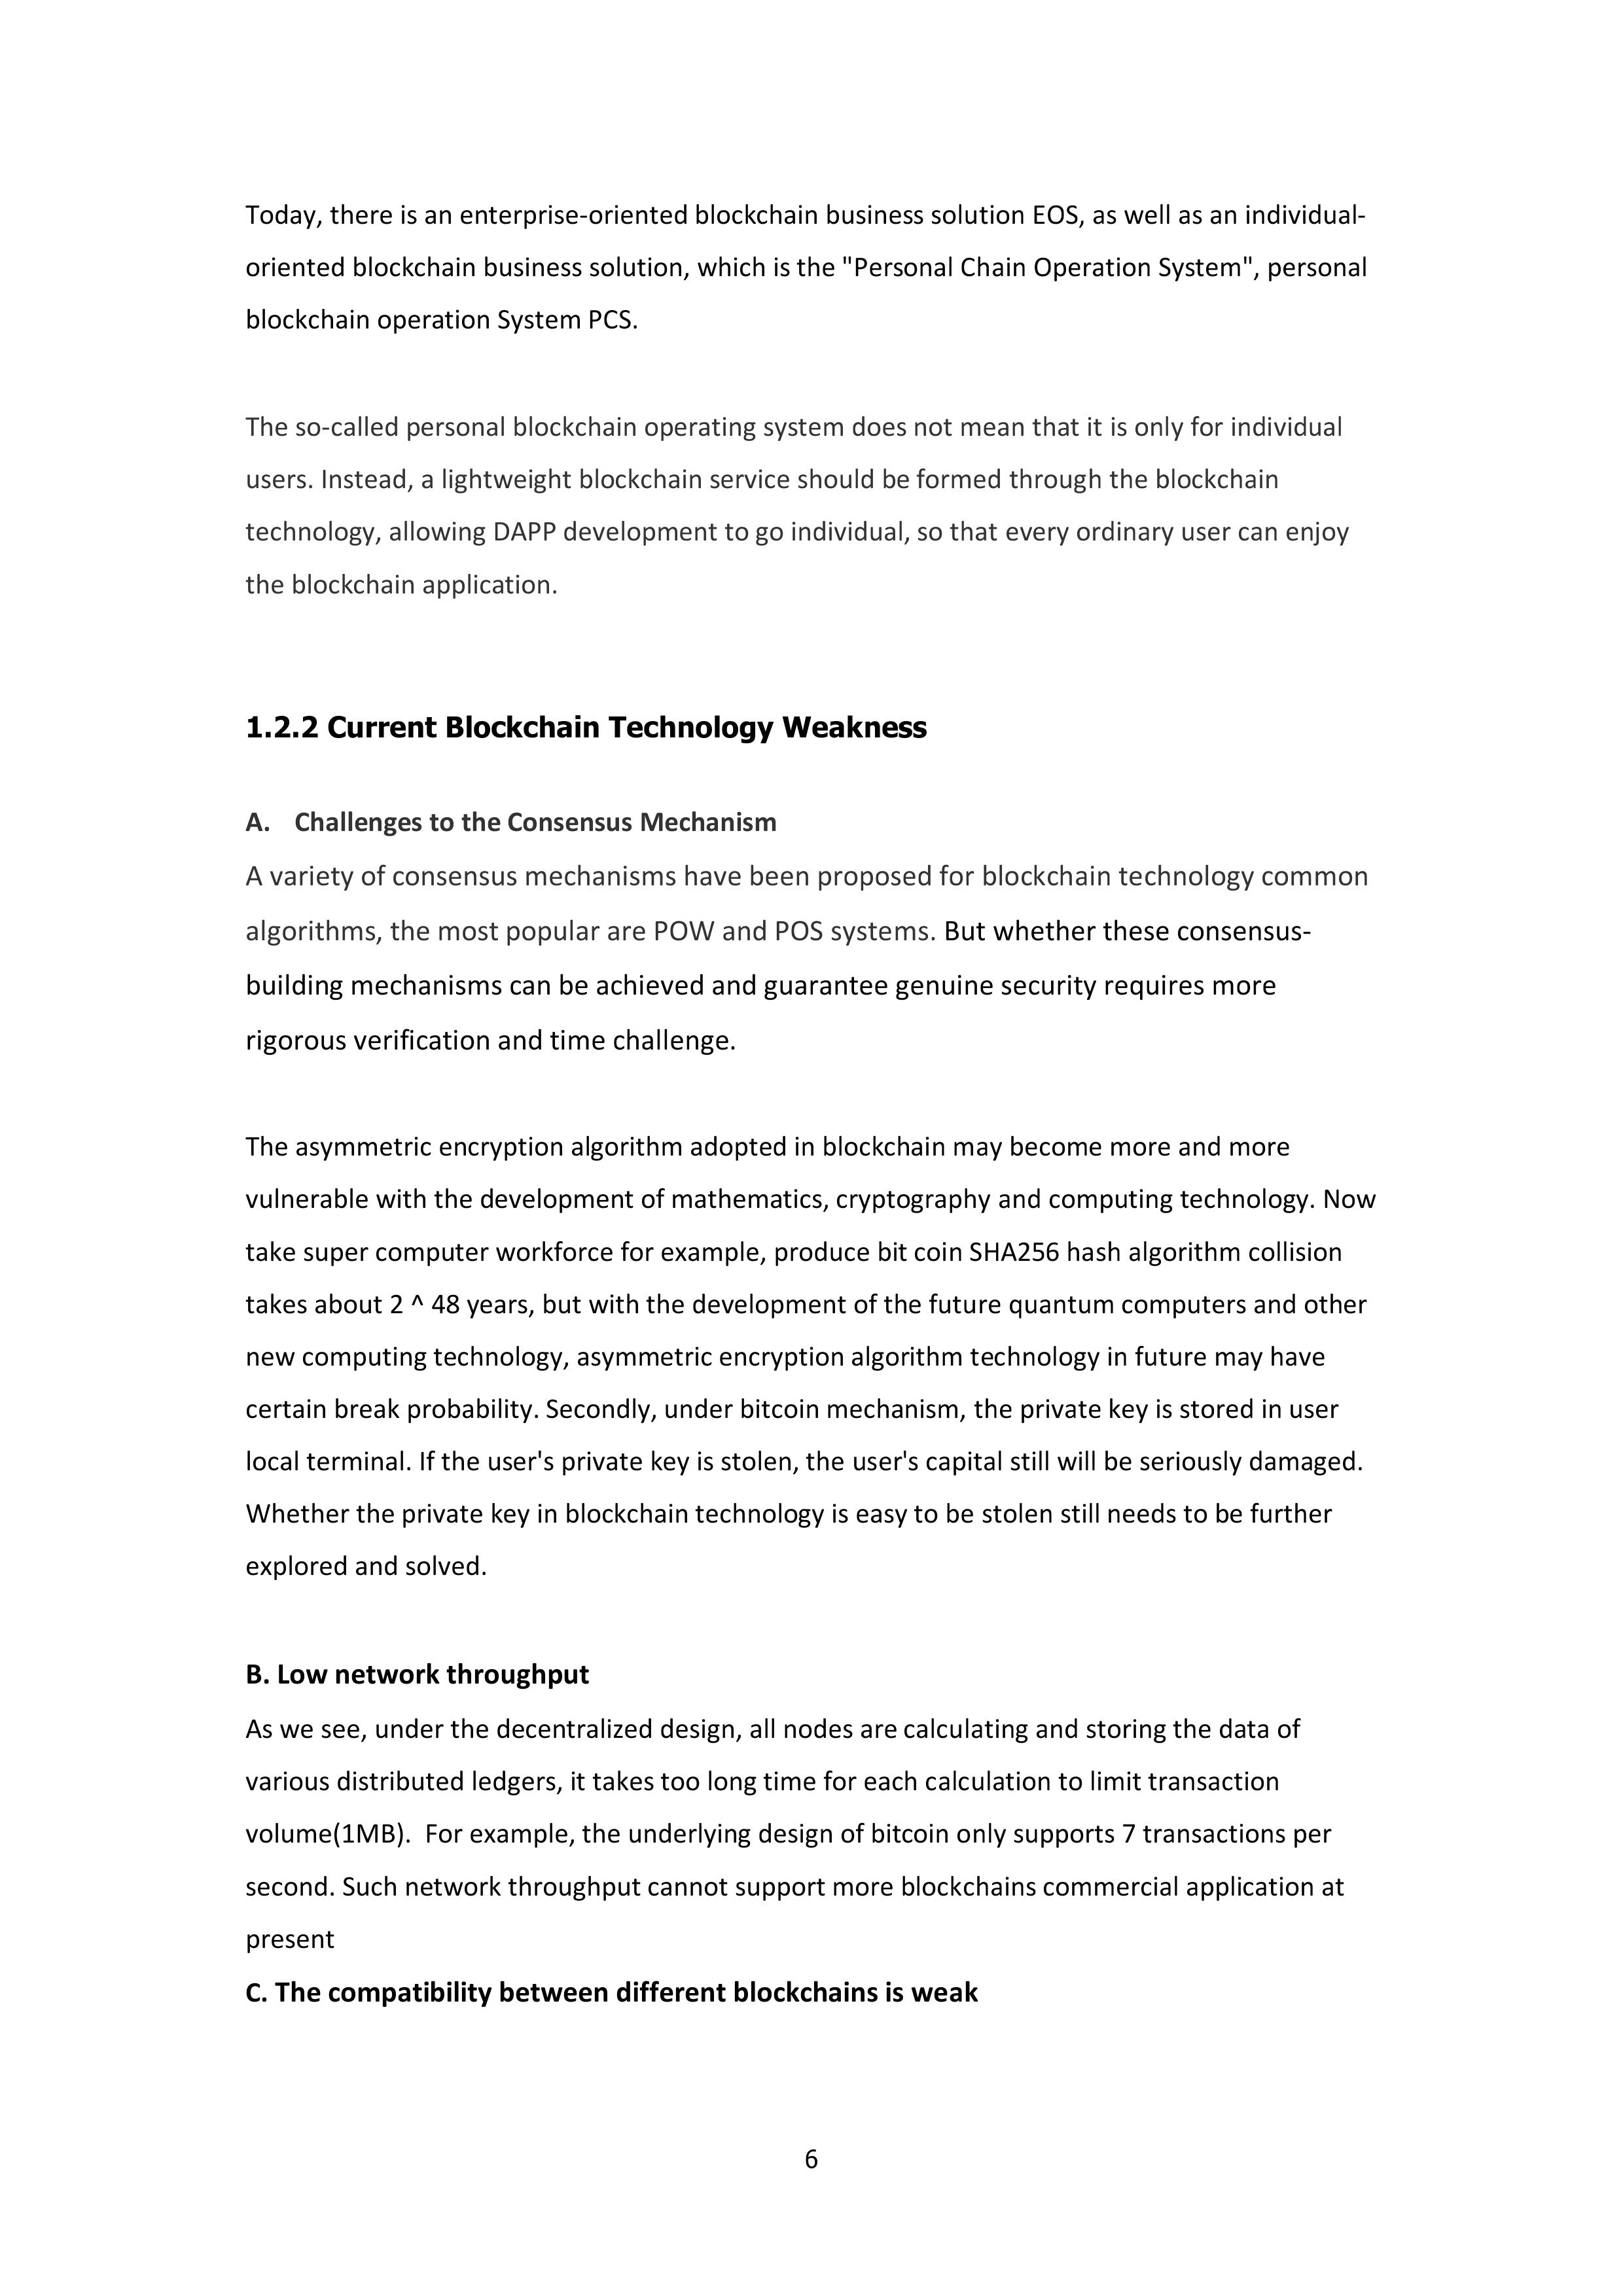 Today, there is an enterprise-oriented blockchain business solution EOS, as well as an individual-
oriented blockchain business solution, which is the "Personal Chain Operation System", personal
blockchain operation System PCS.
The so-called personal blockchain operating system does not mean that it is only for individual
users. Instead, a lightweight blockchain service should be formed through the blockchain
technology, allowing DAPP development to go individual, so that every ordinary user can enjoy
the blockchain application.
1.2.2 Current Blockchain Technology Weakness
A. Challenges to the Consensus Mechanism
A variety of consensus mechanisms have been proposed for blockchain technology common
algorithms, the most popular are POW and POS systems. But whether these consensus-
building mechanisms can be achieved and guarantee genuine security requires more
rigorous verification and time challenge.
The asymmetric encryption algorithm adopted in blockchain may become more and more
vulnerable with the development of mathematics, cryptography and computing technology. Now
take super computer workforce for example, produce bit coin SHA256 hash algorithm collision
takes about 2 ^ 48 years, but with the development of the future quantum computers and other
new computing technology, asymmetric encryption algorithm technology in future may have
certain break probability. Secondly, under bitcoin mechanism, the private key is stored in user
local terminal. If the user's private key is stolen, the user's capital still will be seriously damaged.
Whether the private key in blockchain technology is easy to be stolen still needs to be further
explored and solved.
B. Low network throughput
As we see, under the decentralized design, all nodes are calculating and storing the data of
various distributed ledgers, it takes too long time for each calculation to limit transaction
volume(1MB).  For example, the underlying design of bitcoin only supports 7 transactions per
second. Such network throughput cannot support more blockchains commercial application at
present
C. The compatibility between different blockchains is weak
6